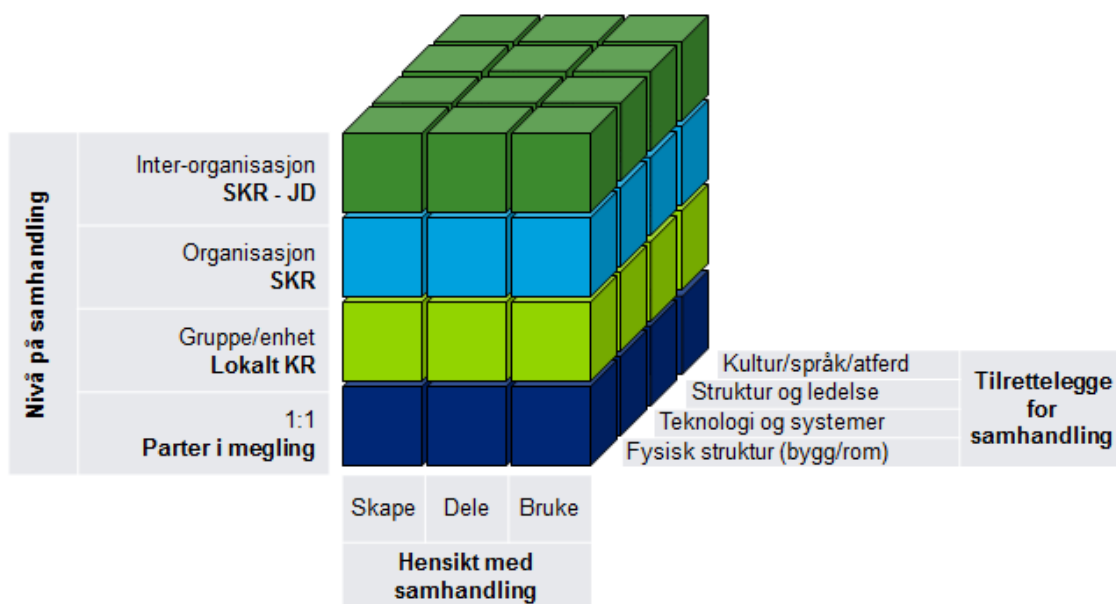 Nivå på samhandling
Inter-organisasjon
SKR - JD
Organisasjon
SKR
Gruppe/enhet
Lokalt KR
1:1
Parter i megling
Kultur/språk/atferd
Struktur og ledelse
Teknologi og systemer
Fysisk struktur (bygg/rom)
Tilrettelegge
for
samhandling
Skape Dele Bruke
Hensikt med
samhandling